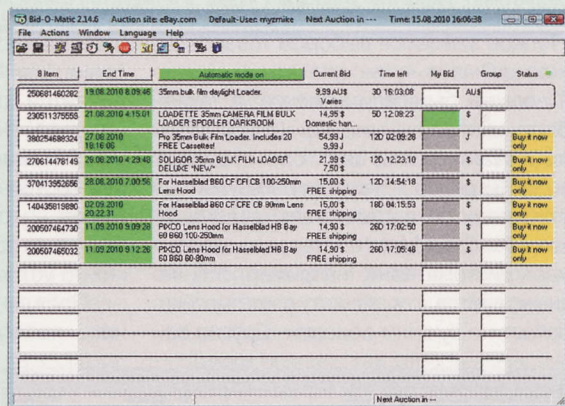 Bid-O-Matic 2.14.6 Auction site: eBay.com Default-User: myrmike Next Auction in --- Time: 15.08.2010 16:06:38
File Actions Window Language Help
8 Item End Time Automatic mode on Current Bid Time left My Bid Group Status
250681460282 19.08.2010 8:09:46 35mm bulk film daylight Loader. 9,99 AU$ 3D 16:03:08 AU$
Varies
230511375555 21.08.2010 4:15:01 LOADETTE 35mm CAMERA FILM BULK 14,95 $ 5D 12:08:23 $
LOADER SPOOLER DARKROOM Domestic han...
380254688324 27.08.2010 Pro 35mm Bulk Film Loader. Includes 20 54,99 J 12D 02:09:28 J Buy it now
18:16:06 FREE Cassettes! 9,99 J only
270614478149 28.08.2010 4:29:48 SOLIGOR 35mm BULK FILM LOADER 21,99 $ 12D 12:23:10 $ Buy it now
DELUXE *NEW* 7,50 $ only
370413952656 28.08.2010 7:00:56 For Hasselblad B60 CF CFI CB 100-250mm 15,00 $ 12D 14:54:18 $ Buy it now
Lens Hood FREE shipping only
140435819890 02.09.2010 For Hasselblad B60 CF CFE CB 80mm Lens 15,00 $ 18D 04:15:53 $ Buy it now
20:22:31 Hood FREE shipping only
200507464730 11.09.2010 9:09:28 PIXCO Lens Hood for Hasselblad HB Bay 14,90 $ 26D 17:02:50 $ Buy it now
60 B60 100-250mm FREE shipping only
200507465032 11.09.2010 9:12:26 PIXCO Lens Hood for Hasselblad HB Bay 14,90 $ 26D 17:05:48 $ Buy it now
60 B60 60-80mm FREE shipping only
Next Auction in ---